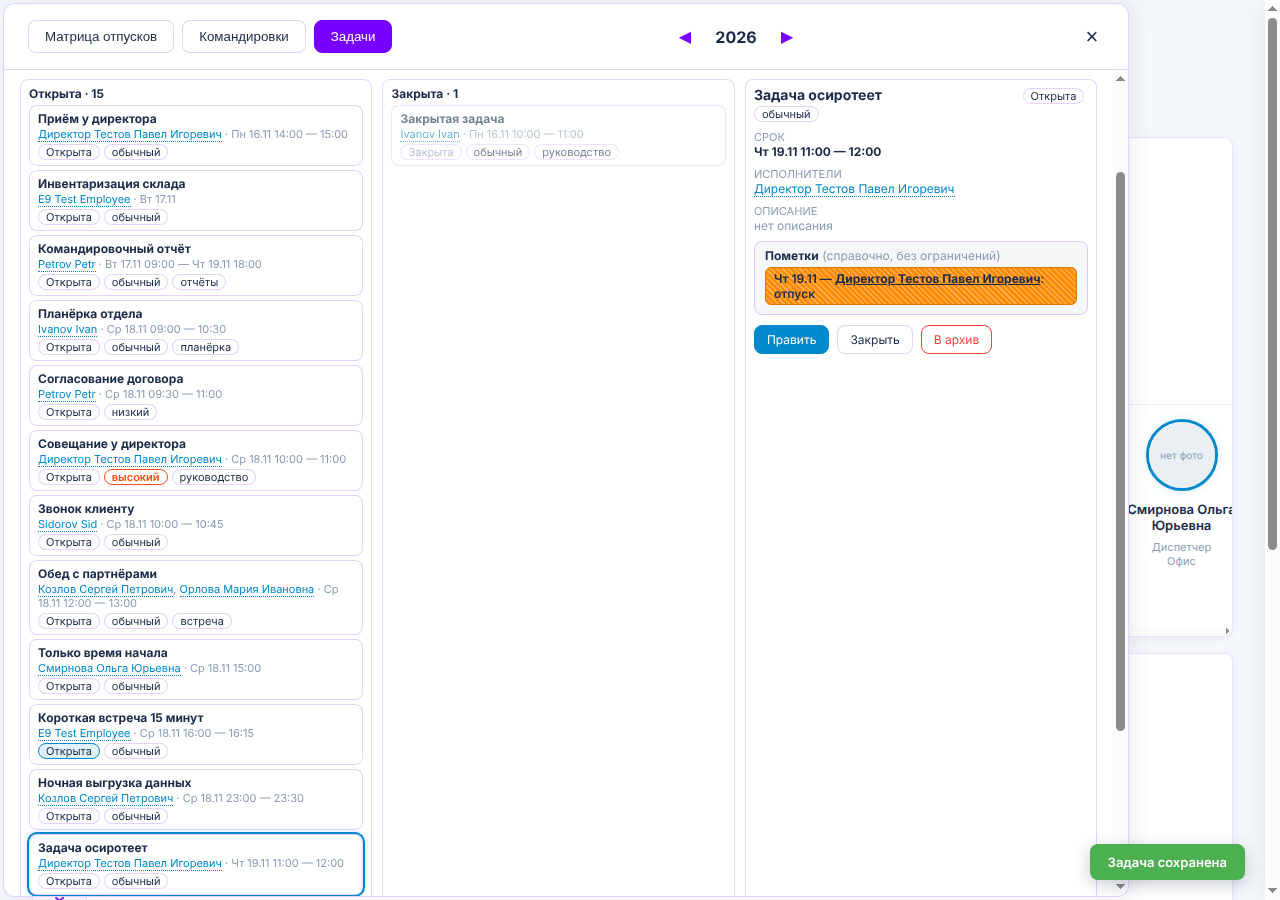 Матрица отпусков
Командировки
Задачи
◀ 2026 ▶
×
Открыта · 15
Приём у директора
Директор Тестов Павел Игоревич · Пн 16.11 14:00 — 15:00
Открыта обычный
Инвентаризация склада
E9 Test Employee · Вт 17.11
Открыта обычный
Командировочный отчёт
Petrov Petr · Вт 17.11 09:00 — Чт 19.11 18:00
Открыта обычный отчёты
Планёрка отдела
Ivanov Ivan · Ср 18.11 09:00 — 10:30
Открыта обычный планёрка
Согласование договора
Petrov Petr · Ср 18.11 09:30 — 11:00
Открыта низкий
Совещание у директора
Директор Тестов Павел Игоревич · Ср 18.11 10:00 — 11:00
Открыта высокий руководство
Звонок клиенту
Sidorov Sid · Ср 18.11 10:00 — 10:45
Открыта обычный
Обед с партнёрами
Козлов Сергей Петрович, Орлова Мария Ивановна · Ср
18.11 12:00 — 13:00
Открыта обычный встреча
Только время начала
Смирнова Ольга Юрьевна · Ср 18.11 15:00
Открыта обычный
Короткая встреча 15 минут
E9 Test Employee · Ср 18.11 16:00 — 16:15
Открыта обычный
Ночная выгрузка данных
Козлов Сергей Петрович · Ср 18.11 23:00 — 23:30
Открыта обычный
Задача осиротеет
Директор Тестов Павел Игоревич · Чт 19.11 11:00 — 12:00
Открыта обычный
Закрыта · 1
Закрытая задача
Ivanov Ivan · Пн 16.11 10:00 — 11:00
Закрыта обычный руководство
Задача осиротеет
Открыта
обычный
СРОК
Чт 19.11 11:00 — 12:00
ИСПОЛНИТЕЛИ
Директор Тестов Павел Игоревич
ОПИСАНИЕ
нет описания
Пометки (справочно, без ограничений)
Чт 19.11 — Директор Тестов Павел Игоревич:
отпуск
Править
Закрыть
В архив
нет фото
Смирнова Ольга
Юрьевна
Диспетчер
Офис
Задача сохранена